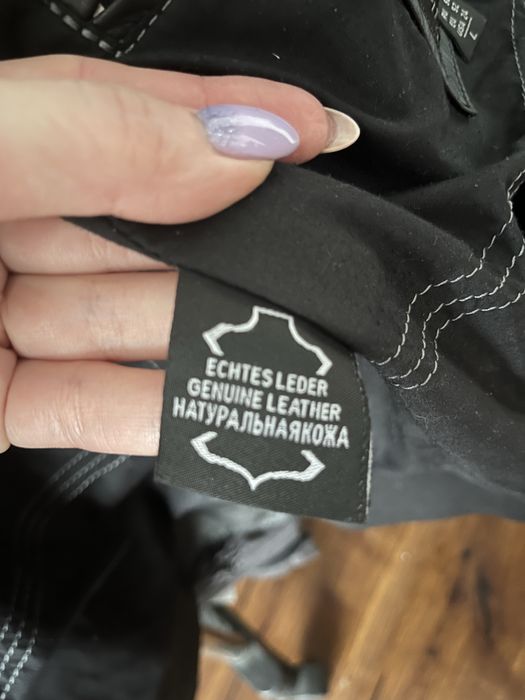 ECHTES LEDER
GENUINE LEATHER
НАТУРАЛЬНАЯКОЖА